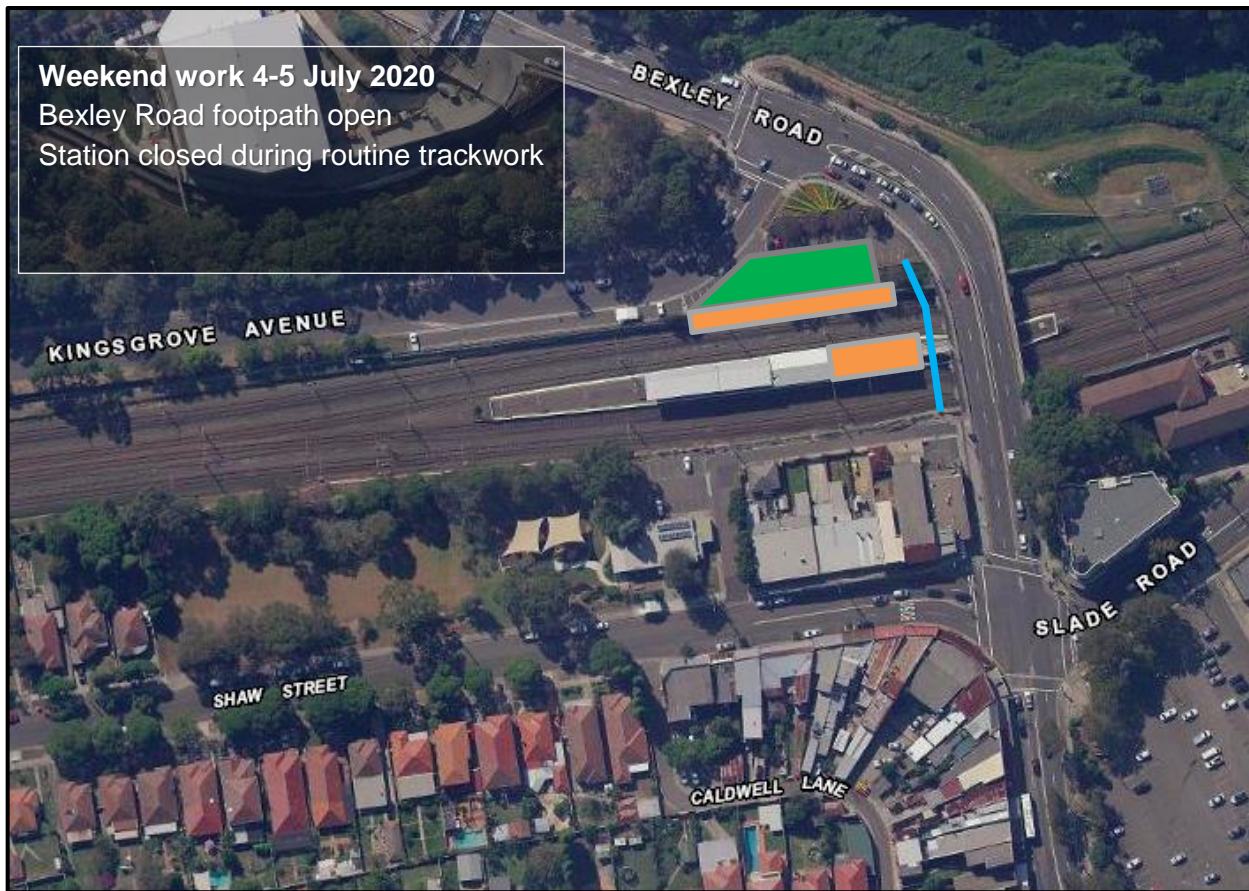 Weekend work 4-5 July 2020
Bexley Road footpath open
Station closed during routine trackwork
BEXLEY ROAD
KINGSGROVE AVENUE
SLADE ROAD
SHAW STREET
CALDWELL LANE